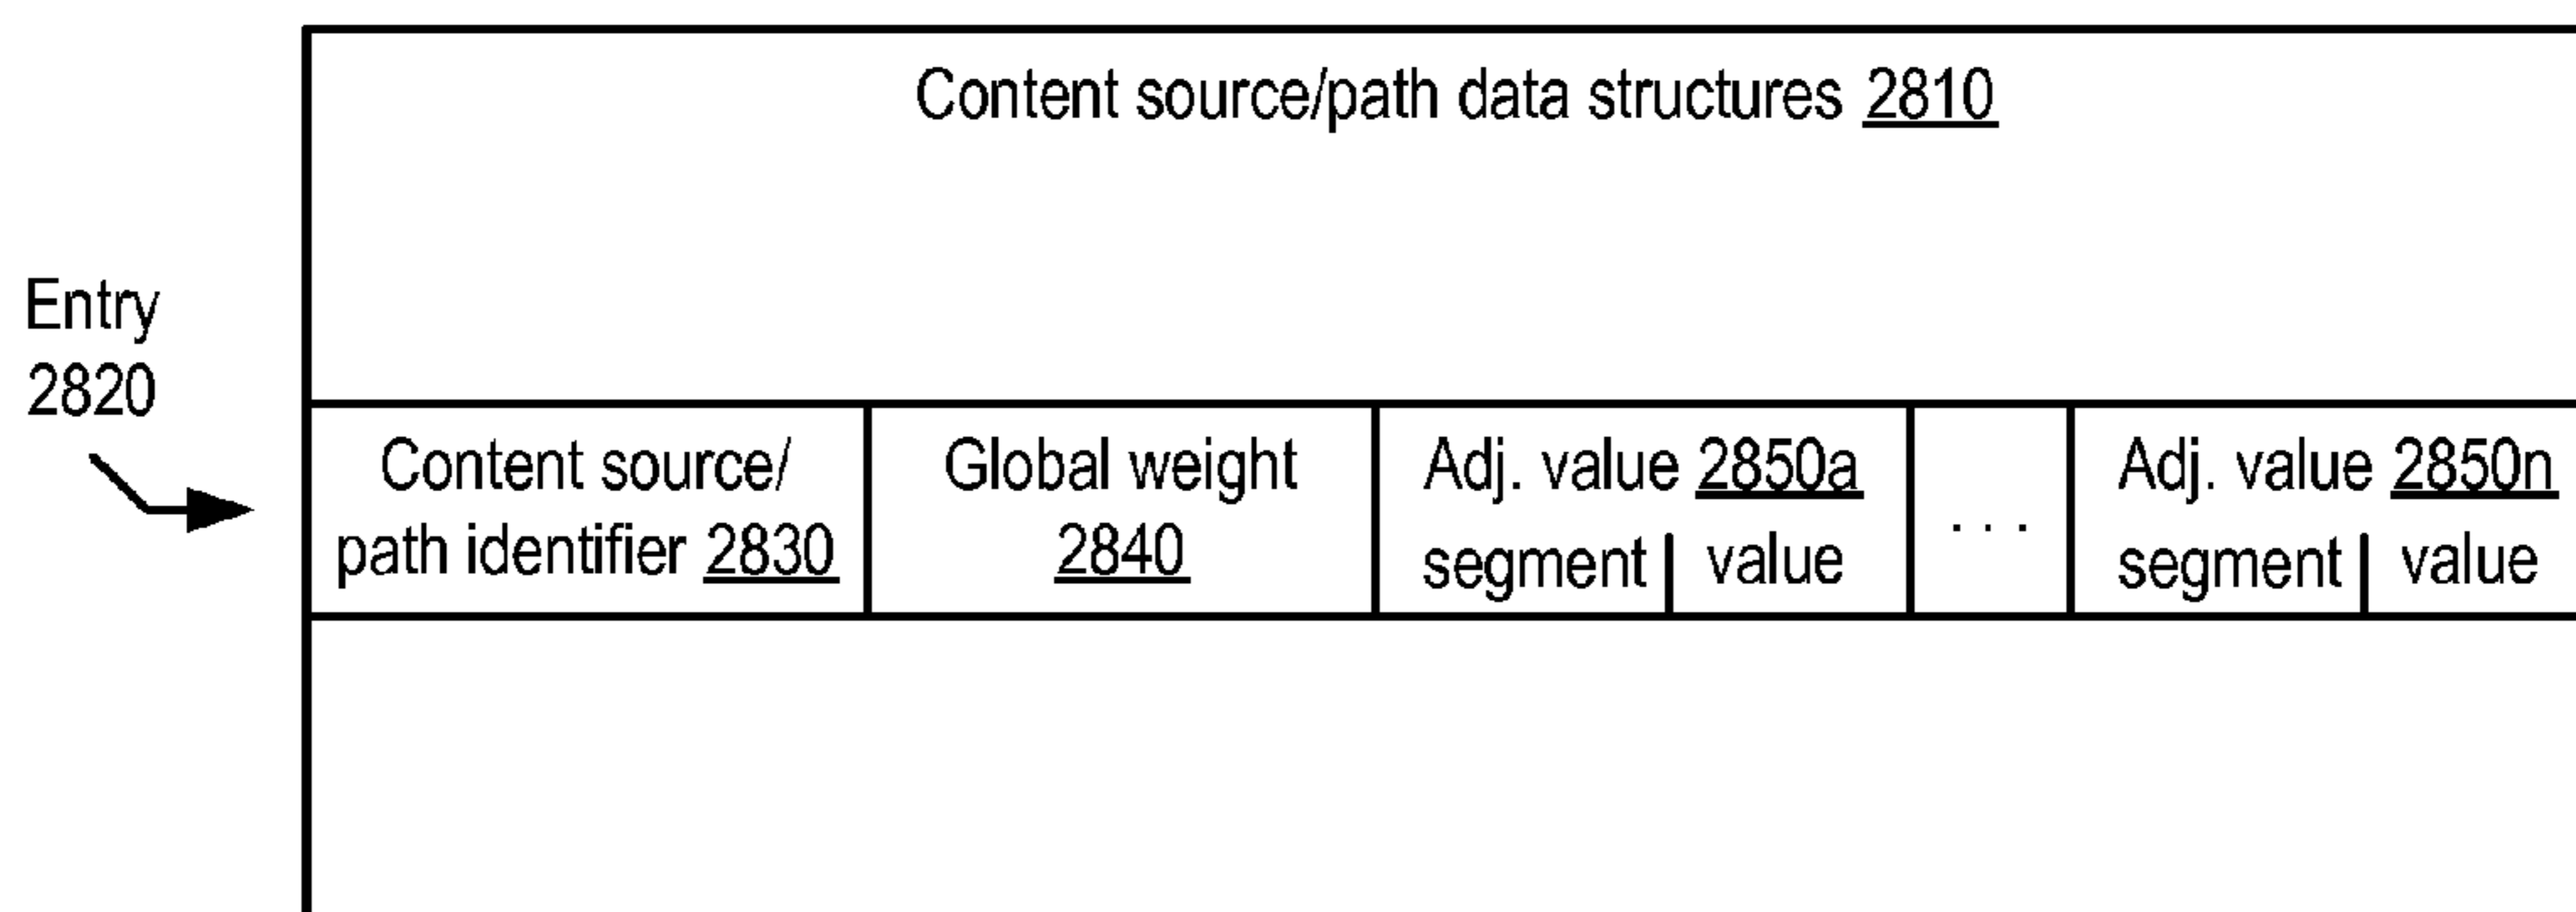 Content source/path data structures 2810
Entry
2820
Content source/
path identifier 2830
Global weight
2840
Adj. value 2850a
segment value
. . .
Adj. value 2850n
segment value